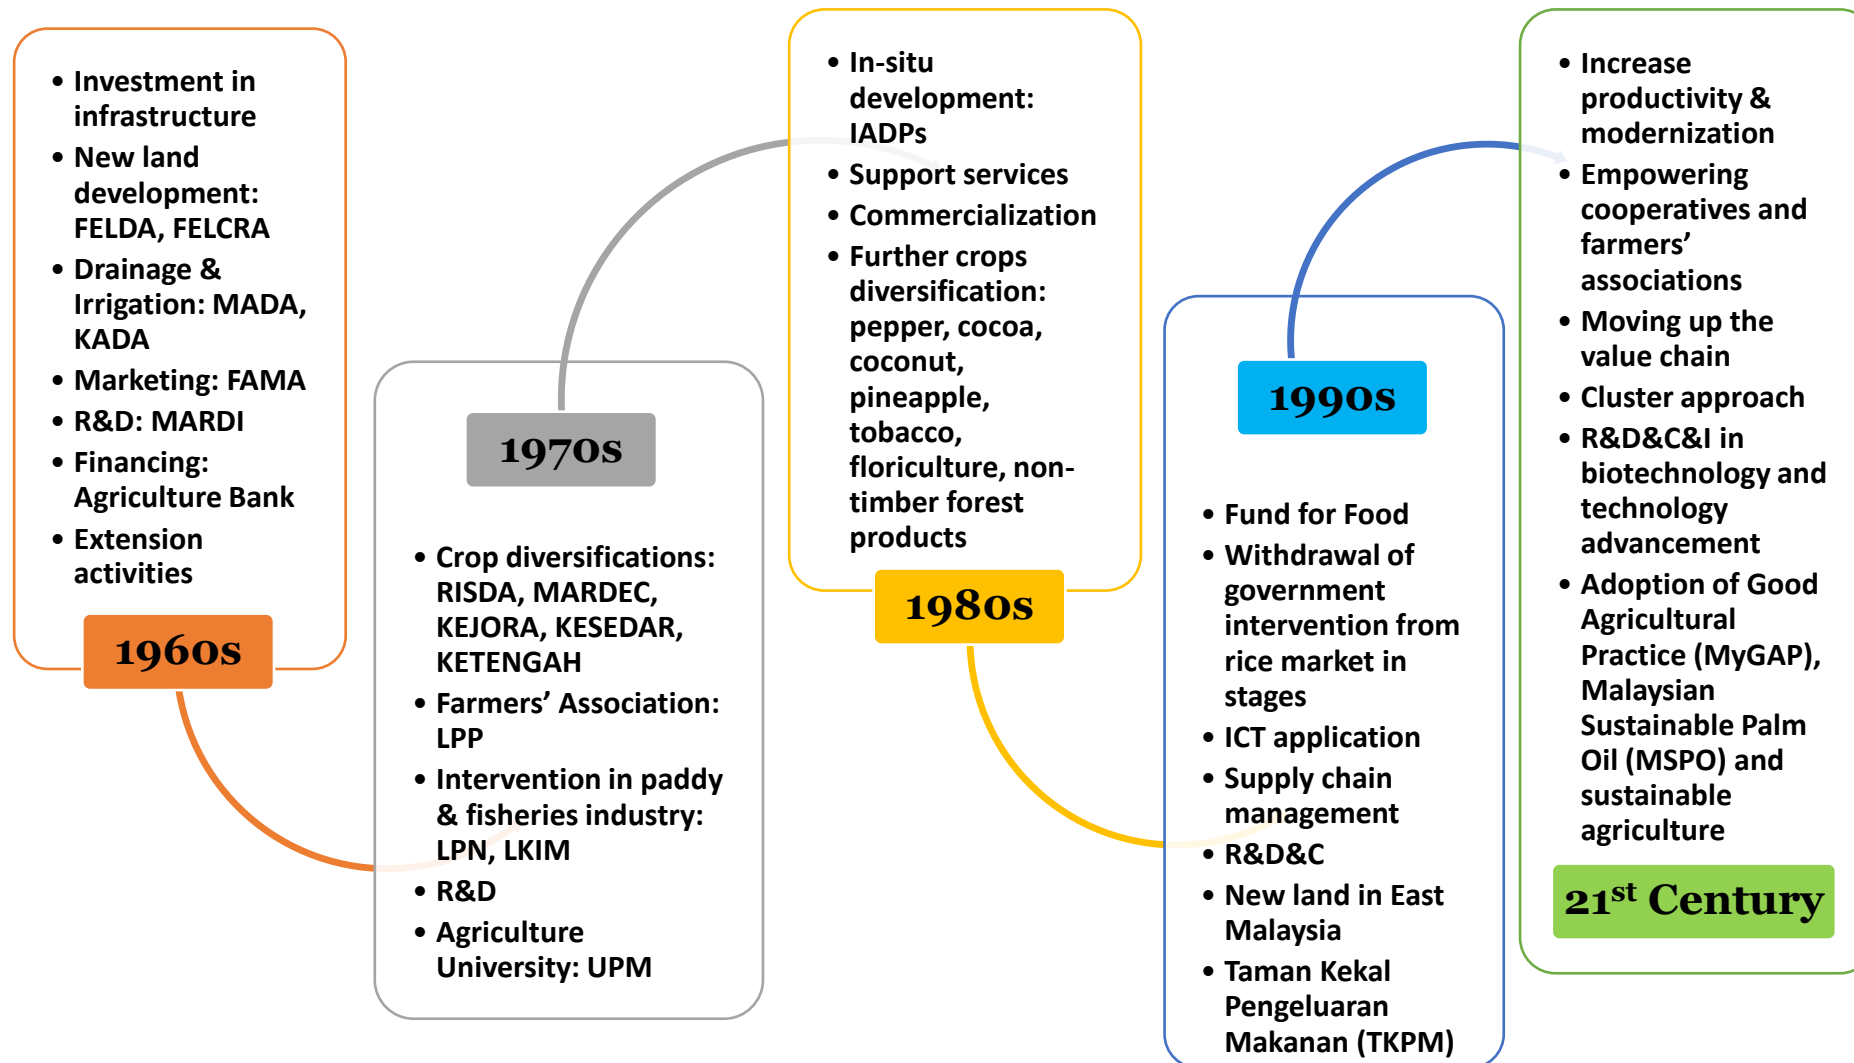 • Investment in
infrastructure
• New land
development:
FELDA, FELCRA
• Drainage &
Irrigation: MADA,
KADA
• Marketing: FAMA
• R&D: MARDI
• Financing:
Agriculture Bank
• Extension
activities
1960s
1970s
• Crop diversifications:
RISDA, MARDEC,
KEJORA, KESEDAR,
KETENGAH
• Farmers’ Association:
LPP
• Intervention in paddy
& fisheries industry:
LPN, LKIM
• R&D
• Agriculture
University: UPM
• In-situ
development:
IADPs
• Support services
• Commercialization
• Further crops
diversification:
pepper, cocoa,
coconut,
pineapple,
tobacco,
floriculture, non-
timber forest
products
1980s
1990s
• Fund for Food
• Withdrawal of
government
intervention from
rice market in
stages
• ICT application
• Supply chain
management
• R&D&C
• New land in East
Malaysia
• Taman Kekal
Pengeluaran
Makanan (TKPM)
• Increase
productivity &
modernization
• Empowering
cooperatives and
farmers’
associations
• Moving up the
value chain
• Cluster approach
• R&D&C&I in
biotechnology and
technology
advancement
• Adoption of Good
Agricultural
Practice (MyGAP),
Malaysian
Sustainable Palm
Oil (MSPO) and
sustainable
agriculture
21st Century